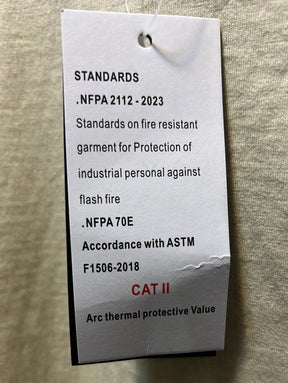 STANDARDS
.NFPA 2112 - 2023
Standards on fire resistant
garment for Protection of
industrial personal against
flash fire
.NFPA 70E
Accordance with ASTM
F1506-2018
CAT II
Arc thermal protective Value